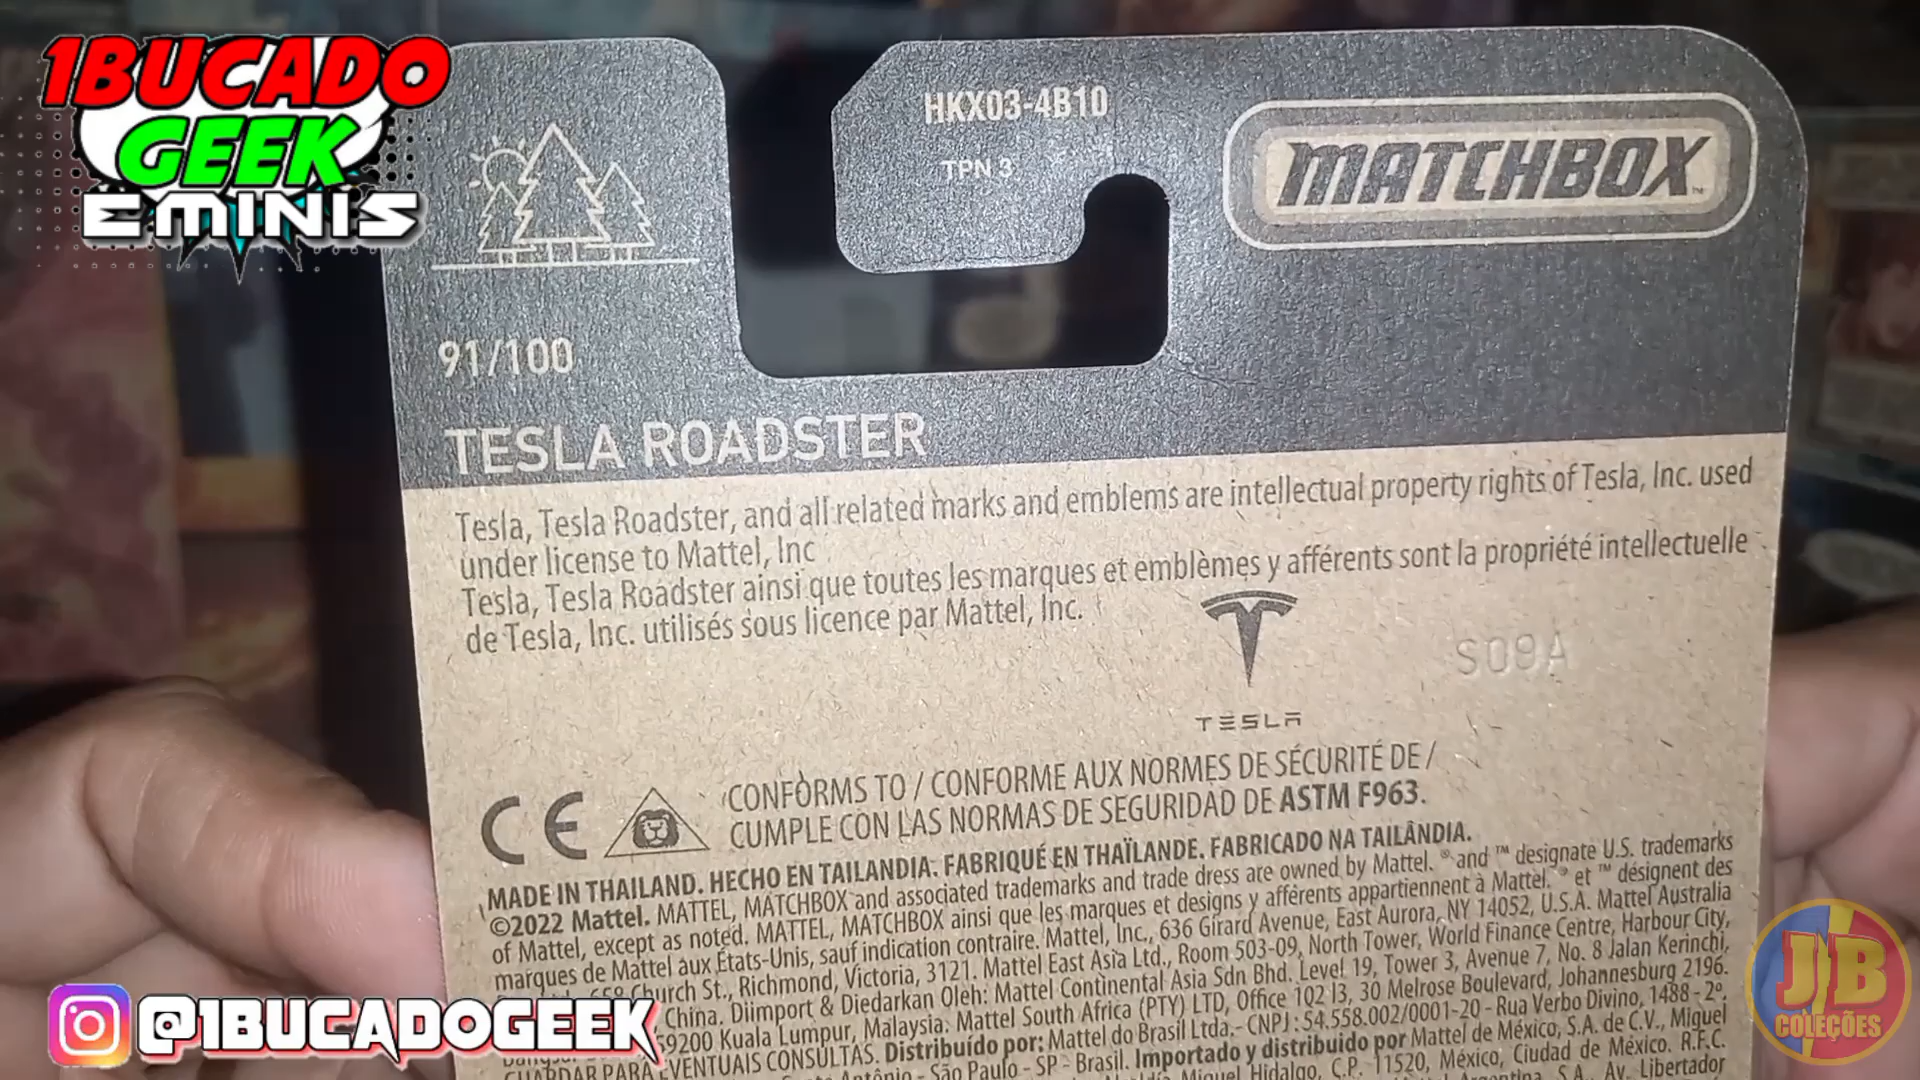 1BUCADO
GEEK
EMINIS
HKX03-4B10
TPN 3
MATCHBOX™
91/100
TESLA ROADSTER
Tesla, Tesla Roadster, and all related marks and emblems are intellectual property rights of Tesla, Inc. used
under license to Mattel, Inc
Tesla, Tesla Roadster ainsi que toutes les marques et emblèmes y afférents sont la propriété intellectuelle
de Tesla, Inc. utilisés sous licence par Mattel, Inc.
S09A
TESLA
CE
CONFORMS TO / CONFORME AUX NORMES DE SÉCURITÉ DE /
CUMPLE CON LAS NORMAS DE SEGURIDAD DE ASTM F963.
MADE IN THAILAND. HECHO EN TAILANDIA. FABRIQUÉ EN THAÏLANDE. FABRICADO NA TAILÂNDIA.
©2022 Mattel. MATTEL, MATCHBOX and associated trademarks and trade dress are owned by Mattel. ® and ™ designate U.S. trademarks
of Mattel, except as noted. MATTEL, MATCHBOX ainsi que les marques et designs y afférents appartiennent à Mattel. ® et ™ désignent des
marques de Mattel aux États-Unis, sauf indication contraire. Mattel, Inc., 636 Girard Avenue, East Aurora, NY 14052, U.S.A. Mattel Australia
Church St., Richmond, Victoria, 3121. Mattel East Asia Ltd., Room 503-09, North Tower, World Finance Centre, Harbour City,
China. Diimport & Diedarkan Oleh: Mattel Continental Asia Sdn Bhd. Level 19, Tower 3, Avenue 7, No. 8 Jalan Kerinchi,
59200 Kuala Lumpur, Malaysia. Mattel South Africa (PTY) LTD, Office 102 I3, 30 Melrose Boulevard, Johannesburg 2196.
EVENTUAIS CONSULTAS. Distribuído por: Mattel do Brasil Ltda.- CNPJ : 54.558.002/0001-20 - Rua Verbo Divino, 1488 - 2º.
Antônio - São Paulo - SP - Brasil. Importado y distribuido por Mattel de México, S.A. de C.V., Miguel
Miguel Hidalgo, C.P. 11520, México, Ciudad de México. R.F.C.
S.A., Av. Libertador
@1BUCADOGEEK
JB
COLEÇÕES